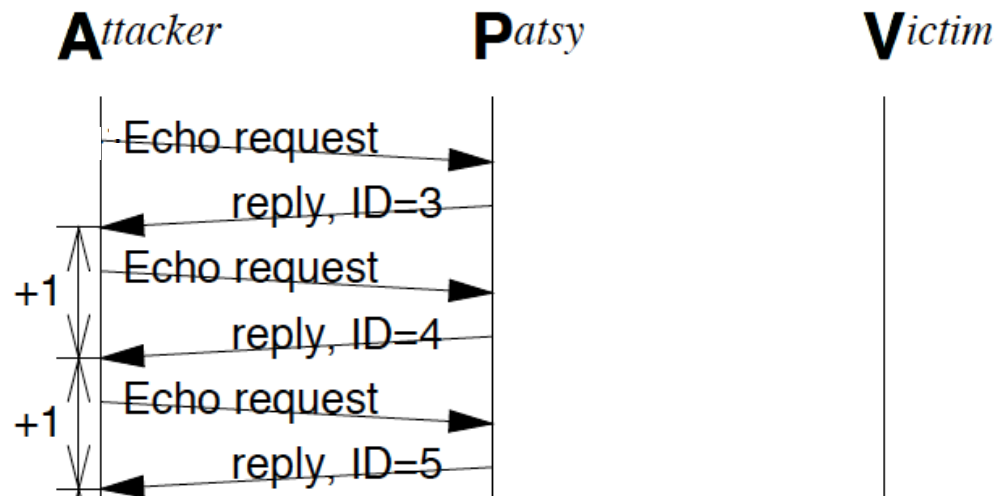 Attacker Patsy Victim
Echo request
reply, ID=3
Echo request
+1
reply, ID=4
Echo request
+1
reply, ID=5